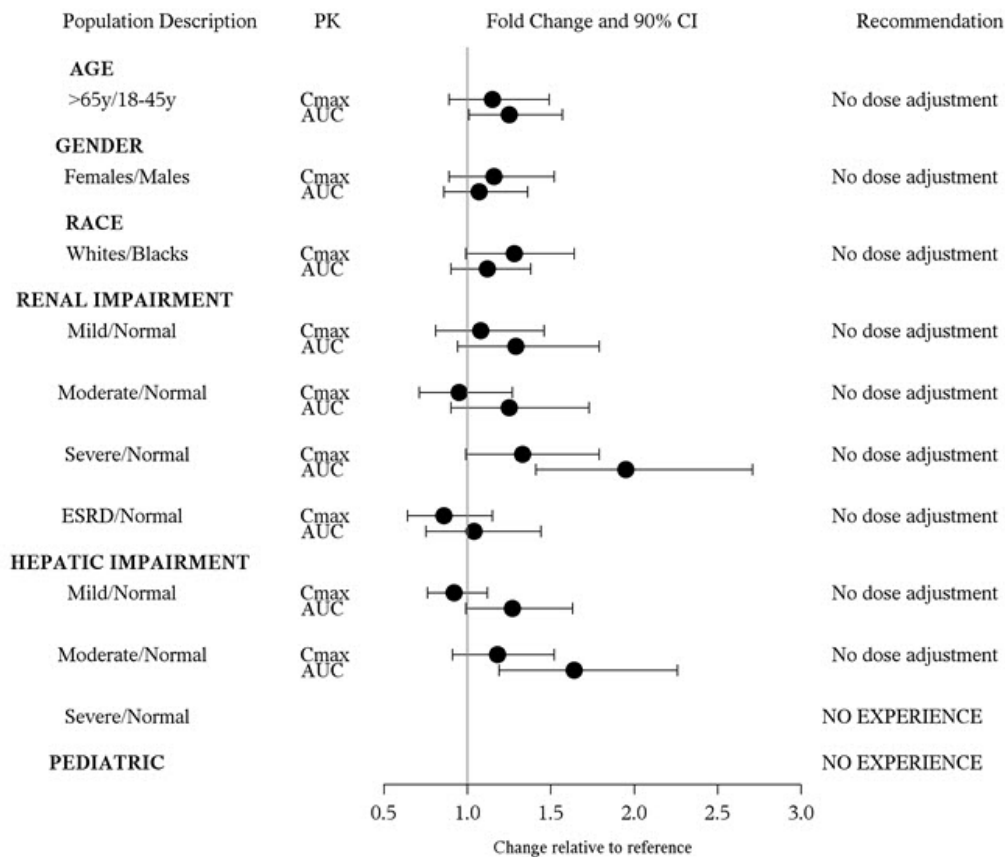 Population Description PK Fold Change and 90% CI Recommendation
AGE
>65y/18-45y Cmax No dose adjustment
AUC
GENDER
Females/Males Cmax No dose adjustment
AUC
RACE
Whites/Blacks Cmax No dose adjustment
AUC
RENAL IMPAIRMENT
Mild/Normal Cmax No dose adjustment
AUC
Moderate/Normal Cmax No dose adjustment
AUC
Severe/Normal Cmax No dose adjustment
AUC
ESRD/Normal Cmax No dose adjustment
AUC
HEPATIC IMPAIRMENT
Mild/Normal Cmax No dose adjustment
AUC
Moderate/Normal Cmax No dose adjustment
AUC
Severe/Normal NO EXPERIENCE
PEDIATRIC NO EXPERIENCE
0.5 1.0 1.5 2.0 2.5 3.0
Change relative to reference